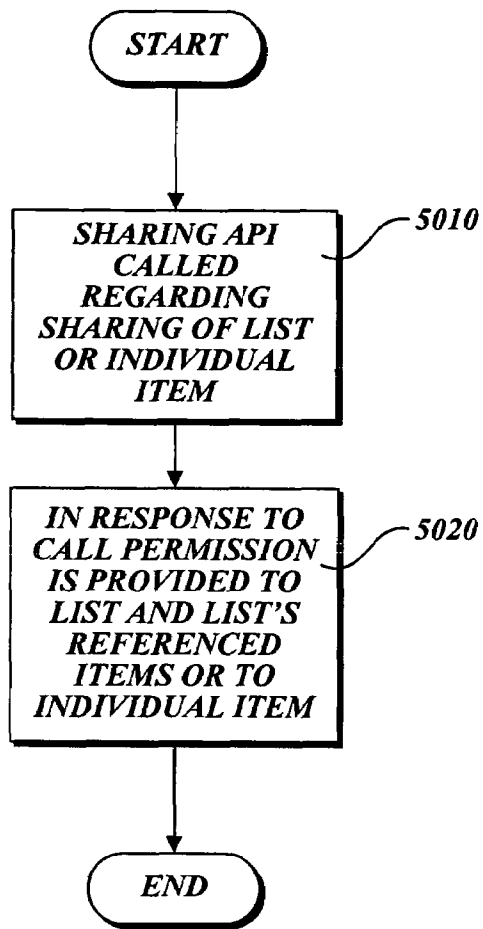 START
SHARING API
CALLED
REGARDING
SHARING OF LIST
OR INDIVIDUAL
ITEM
5010
IN RESPONSE TO
CALL PERMISSION
IS PROVIDED TO
LIST AND LIST'S
REFERENCED
ITEMS OR TO
INDIVIDUAL ITEM
5020
END